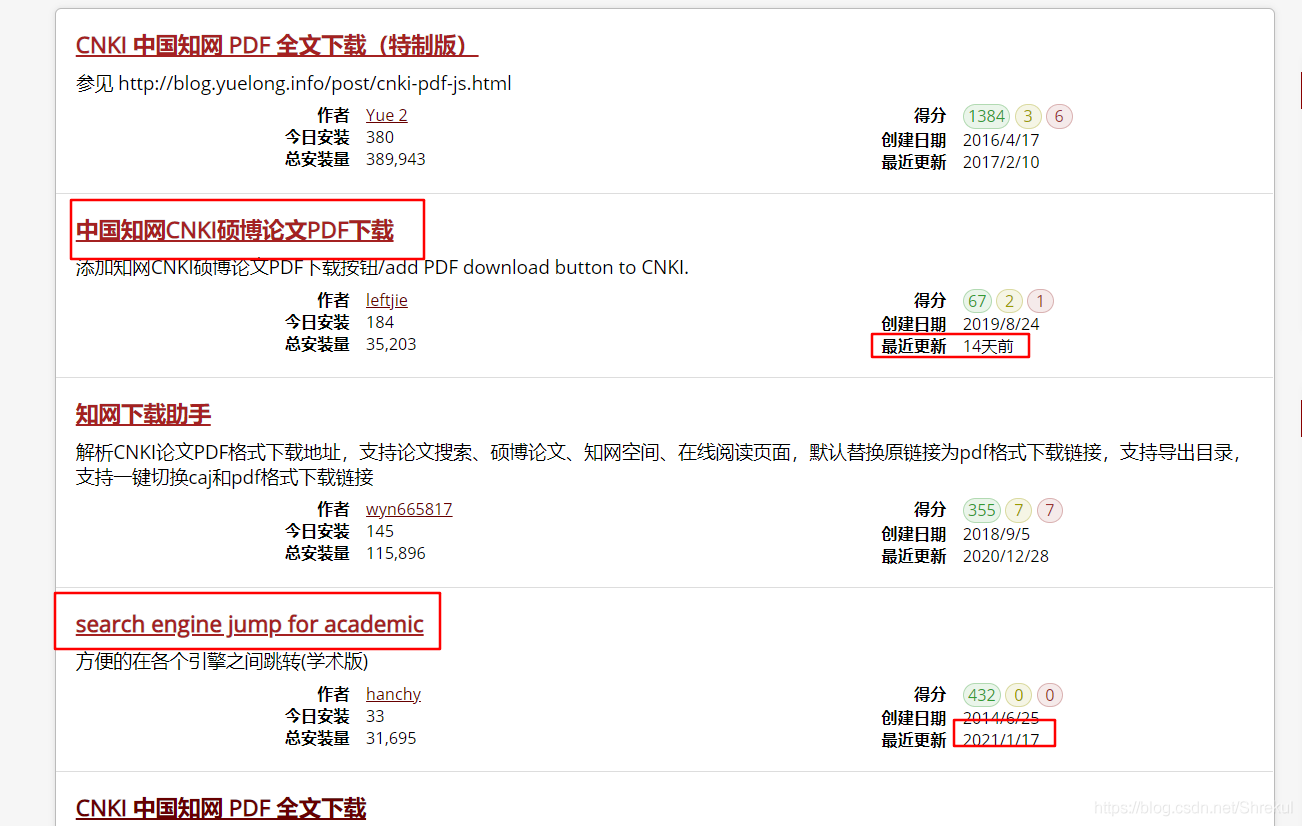 CNKI 中国知网 PDF 全文下载（特制版）
参见 http://blog.yuelong.info/post/cnki-pdf-js.html
作者 Yue 2 得分 1384 3 6
今日安装 380 创建日期 2016/4/17
总安装量 389,943 最近更新 2017/2/10
中国知网CNKI硕博论文PDF下载
添加知网CNKI硕博论文PDF下载按钮/add PDF download button to CNKI.
作者 leftjie 得分 67 2 1
今日安装 184 创建日期 2019/8/24
总安装量 35,203 最近更新 14天前
知网下载助手
解析CNKI论文PDF格式下载地址，支持论文搜索、硕博论文、知网空间、在线阅读页面，默认替换原链接为pdf格式下载链接，支持导出目录，
支持一键切换caj和pdf格式下载链接
作者 wyn665817 得分 355 7 7
今日安装 145 创建日期 2018/9/5
总安装量 115,896 最近更新 2020/12/28
search engine jump for academic
方便的在各个引擎之间跳转(学术版)
作者 hanchy 得分 432 0 0
今日安装 33 创建日期 2014/6/25
总安装量 31,695 最近更新 2021/1/17
CNKI 中国知网 PDF 全文下载
https://blog.csdn.net/Shrekui